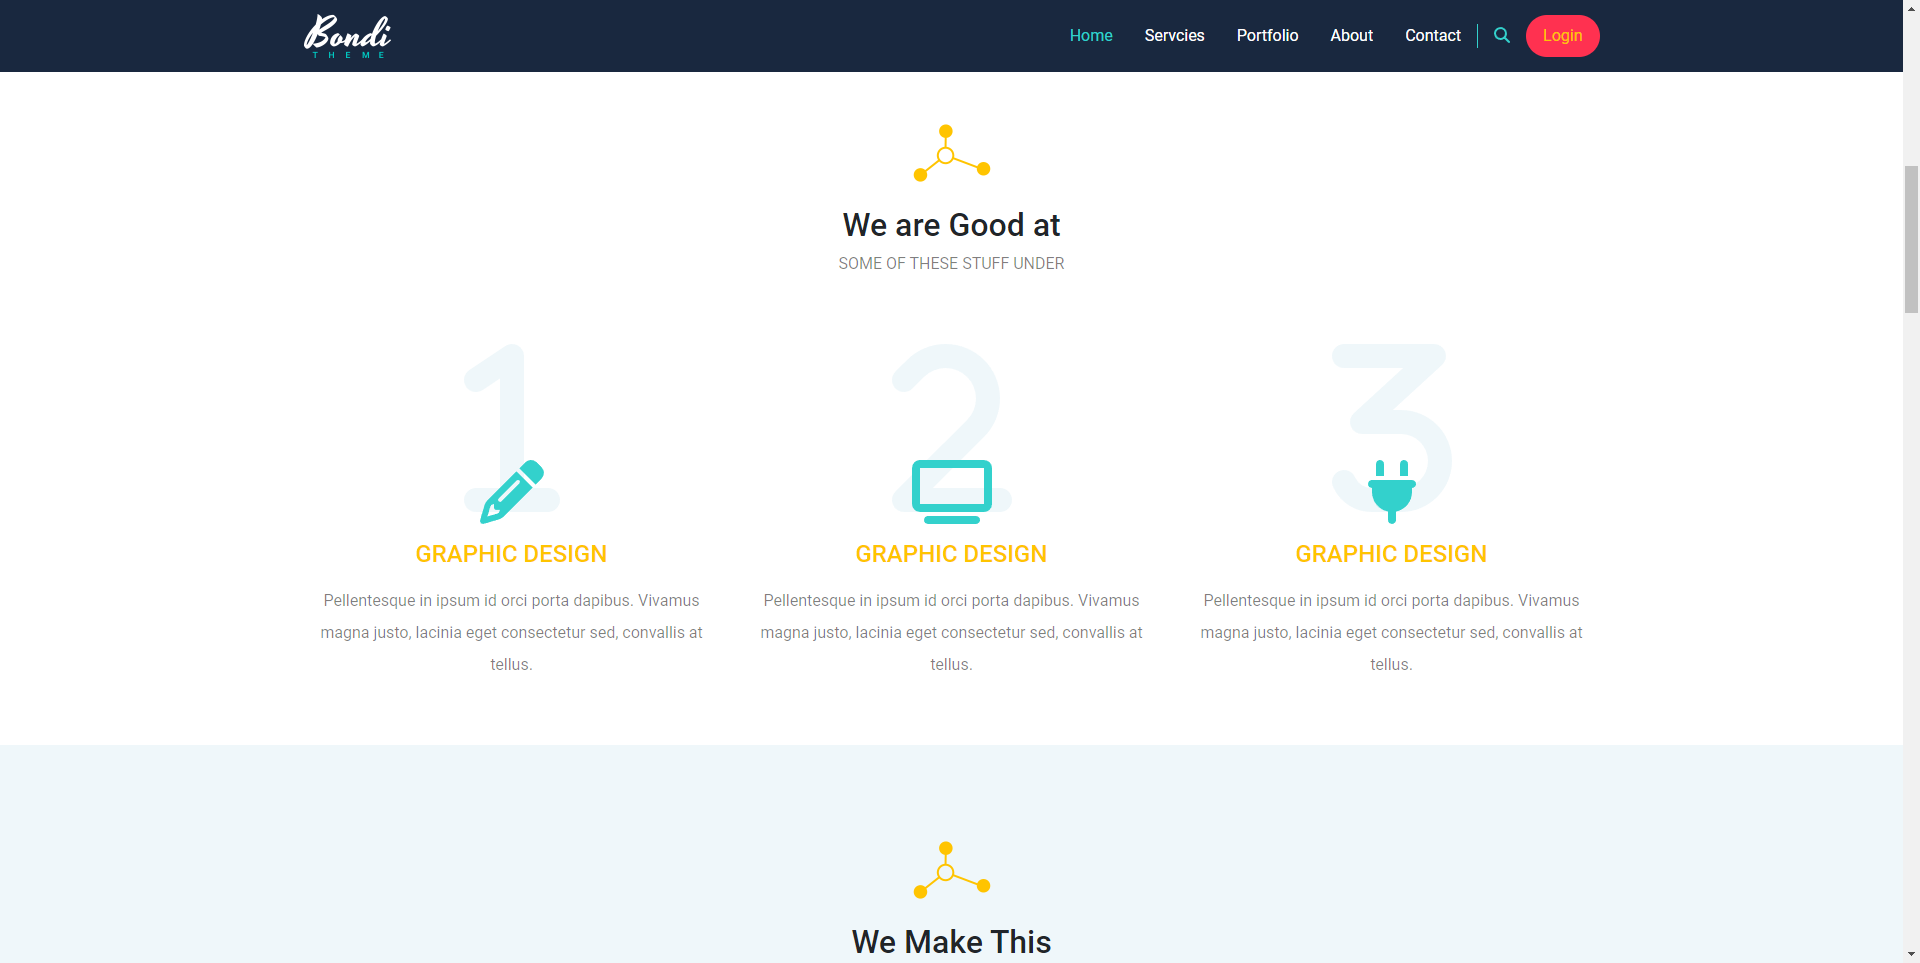 Bondi
THEME
Home Servcies Portfolio About Contact Login
We are Good at
SOME OF THESE STUFF UNDER
1 2 3
GRAPHIC DESIGN
Pellentesque in ipsum id orci porta dapibus. Vivamus
magna justo, lacinia eget consectetur sed, convallis at
tellus.
GRAPHIC DESIGN
Pellentesque in ipsum id orci porta dapibus. Vivamus
magna justo, lacinia eget consectetur sed, convallis at
tellus.
GRAPHIC DESIGN
Pellentesque in ipsum id orci porta dapibus. Vivamus
magna justo, lacinia eget consectetur sed, convallis at
tellus.
We Make This